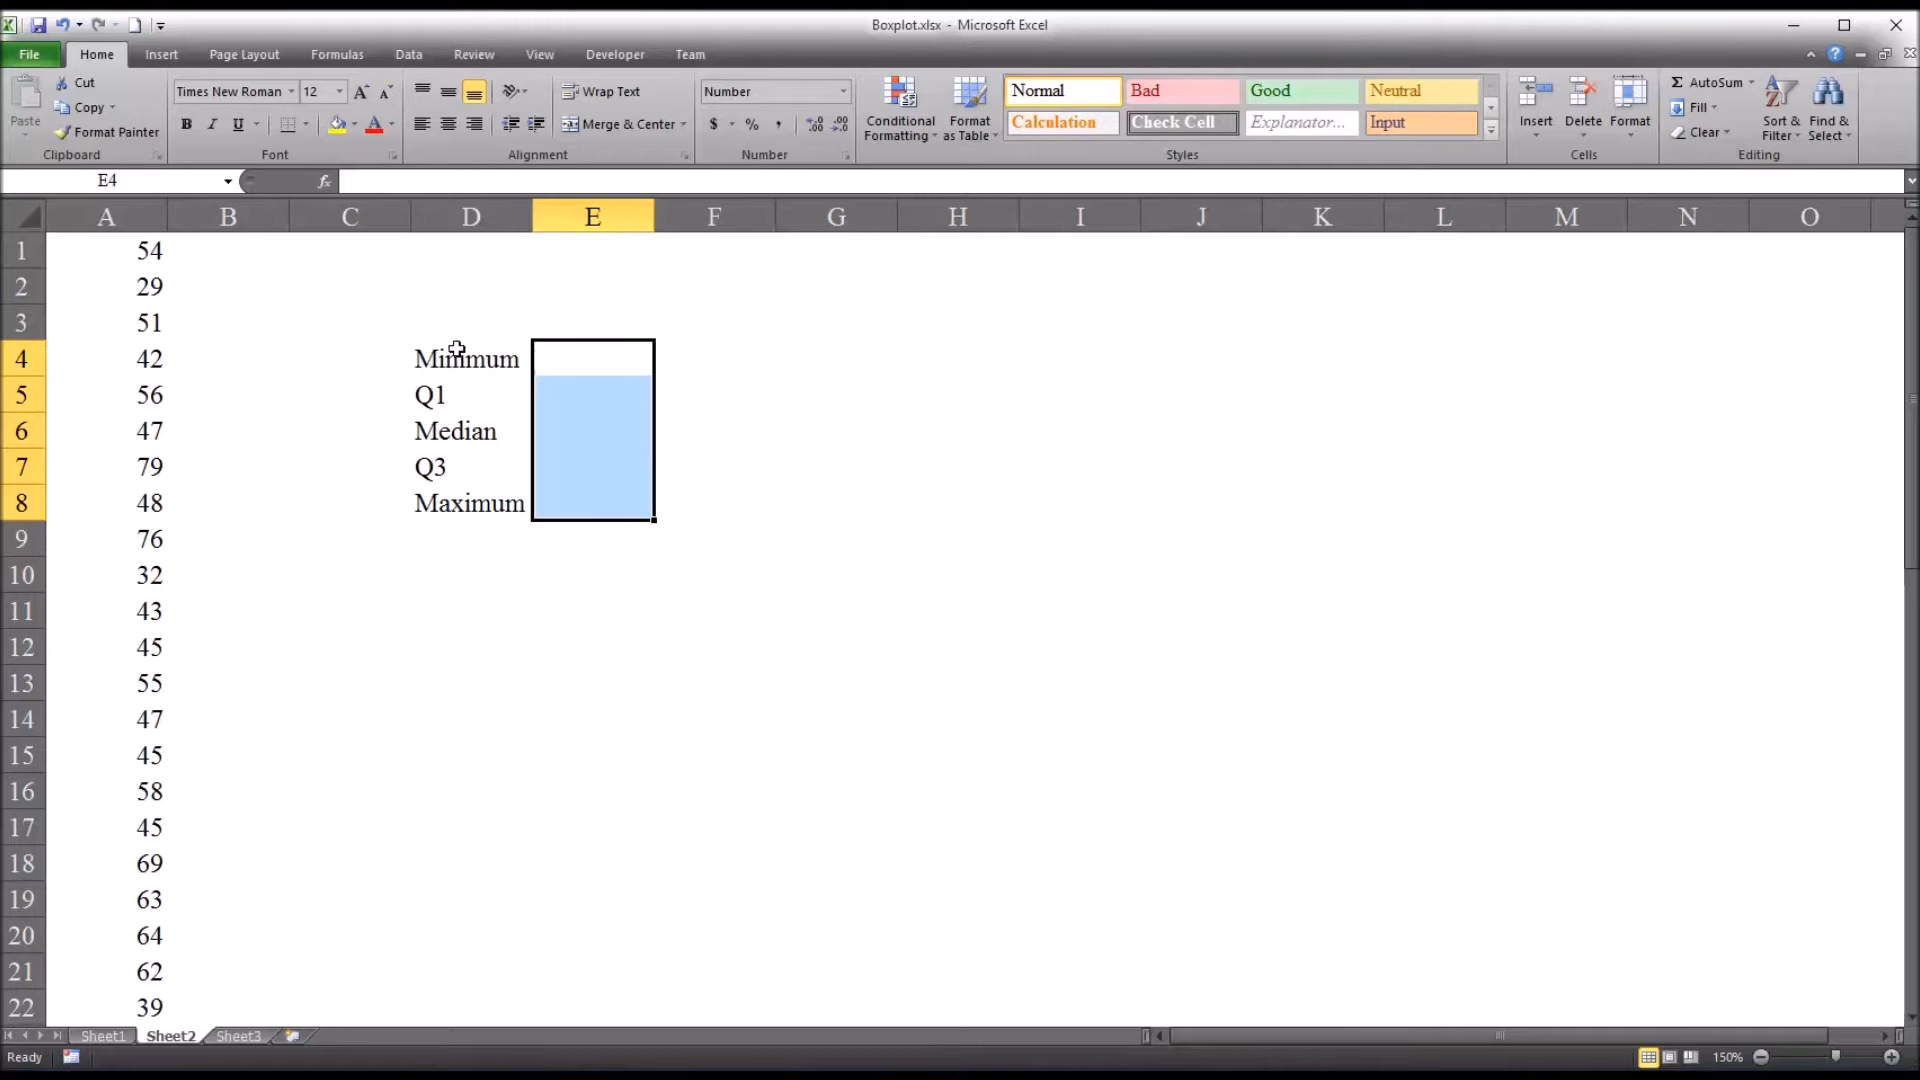 Boxplot.xlsx - Microsoft Excel
File Home Insert Page Layout Formulas Data Review View Developer Team
Paste
Cut
Copy
Format Painter
Clipboard
Times New Roman 12
B I U
Font
Wrap Text
Merge & Center
Alignment
Number
$ % ,
Number
Conditional Formatting
Format as Table
Normal Bad Good Neutral
Calculation Check Cell Explanator... Input
Styles
Insert Delete Format
Cells
AutoSum
Fill
Clear
Sort & Filter
Find & Select
Editing
E4 fx
A B C D E F G H I J K L M N O
1 54
2 29
3 51
4 42 Minimum
5 56 Q1
6 47 Median
7 79 Q3
8 48 Maximum
9 76
10 32
11 43
12 45
13 55
14 47
15 45
16 58
17 45
18 69
19 63
20 64
21 62
22 39
Sheet1 Sheet2 Sheet3
Ready 150%